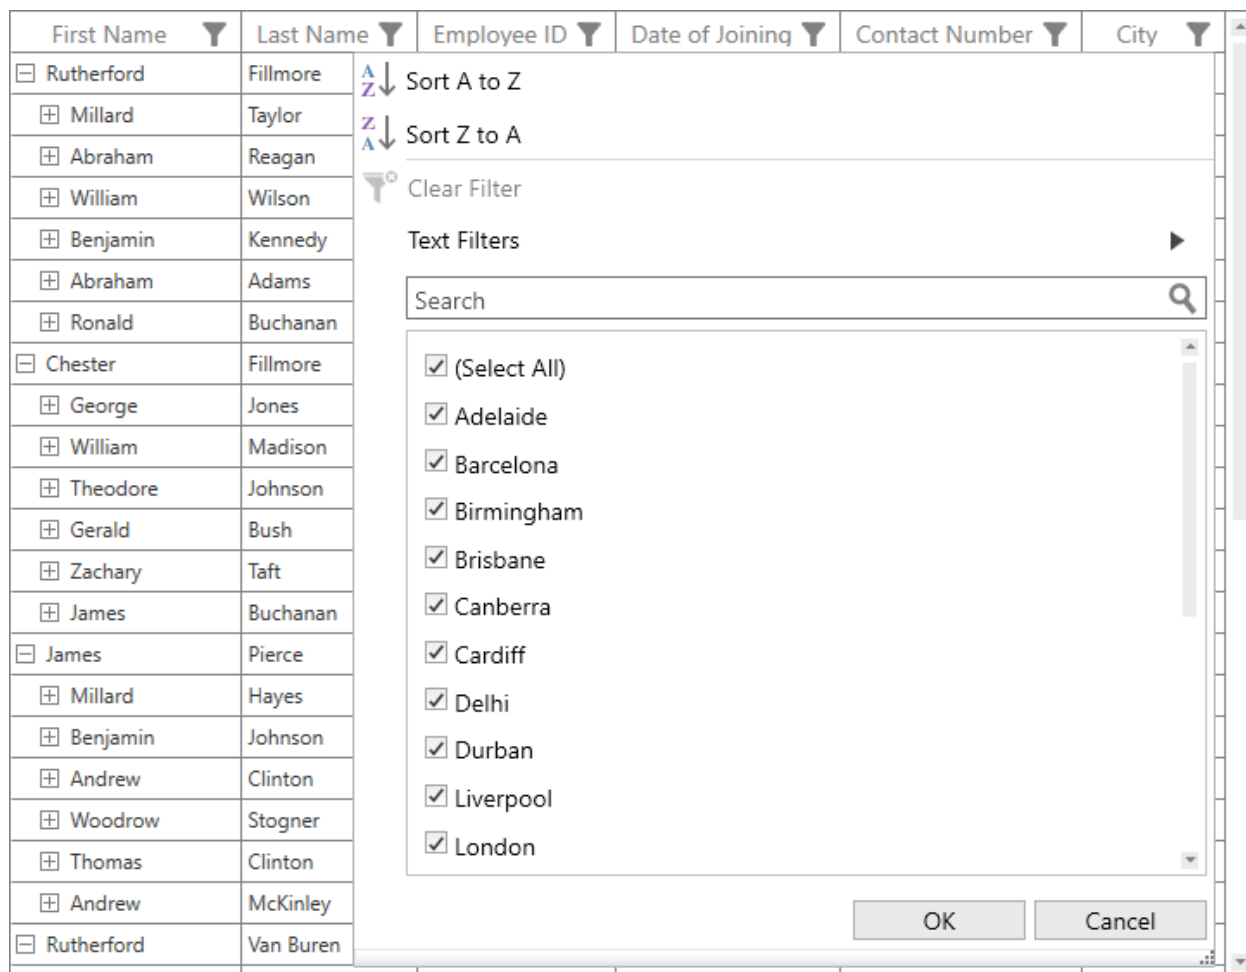 First Name Last Name Employee ID Date of Joining Contact Number City
Rutherford Fillmore
Millard Taylor
Abraham Reagan
William Wilson
Benjamin Kennedy
Abraham Adams
Ronald Buchanan
Chester Fillmore
George Jones
William Madison
Theodore Johnson
Gerald Bush
Zachary Taft
James Buchanan
James Pierce
Millard Hayes
Benjamin Johnson
Andrew Clinton
Woodrow Stogner
Thomas Clinton
Andrew McKinley
Rutherford Van Buren
A Z Sort A to Z
Z A Sort Z to A
Clear Filter
Text Filters
Search
(Select All)
Adelaide
Barcelona
Birmingham
Brisbane
Canberra
Cardiff
Delhi
Durban
Liverpool
London
OK Cancel